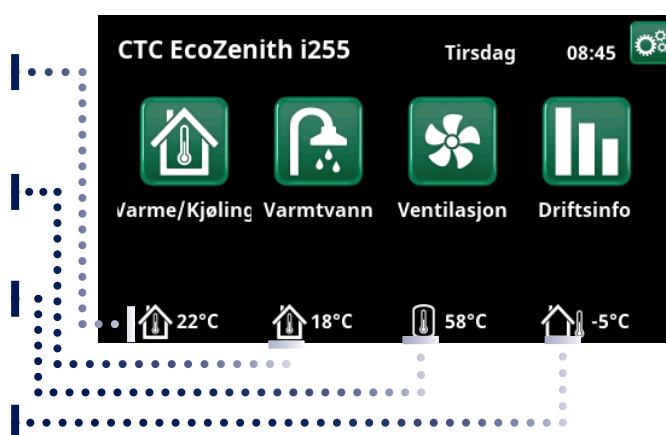 CTC EcoZenith i255 Tirsdag 08:45
Varme/Kjøling Varmtvann Ventilasjon Driftsinfo
22°C 18°C 58°C -5°C